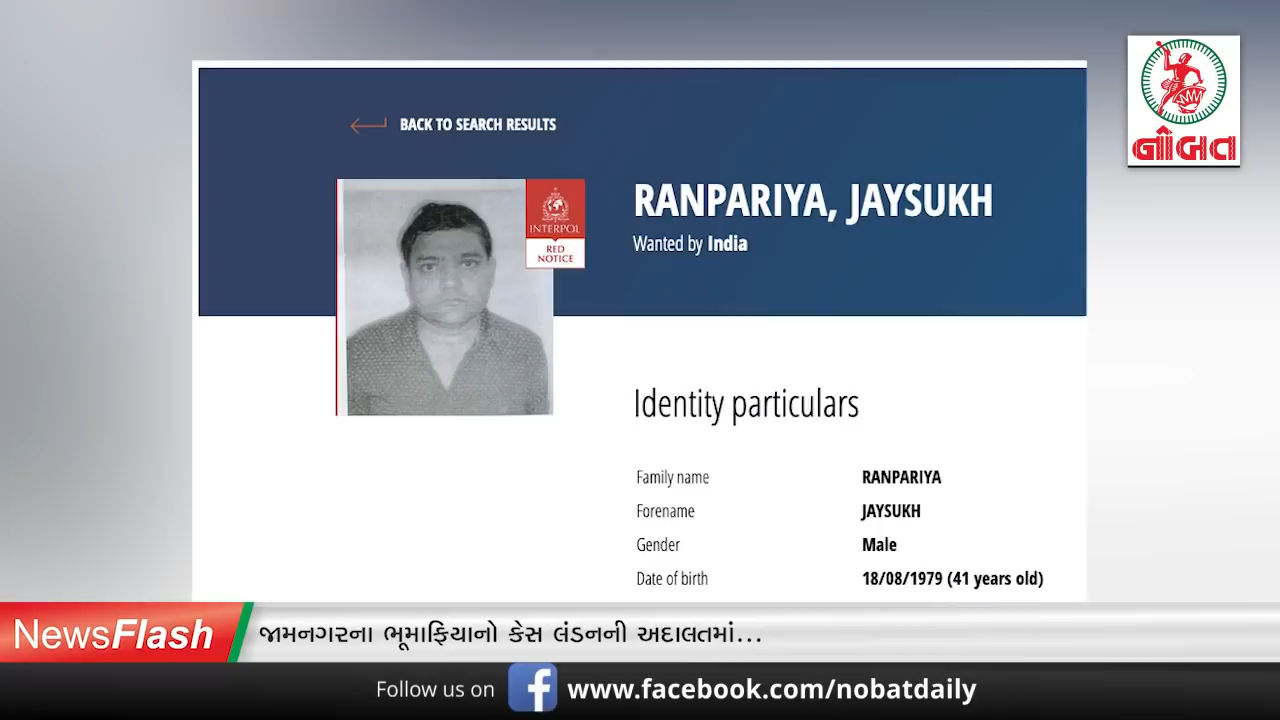 નોબત
BACK TO SEARCH RESULTS
INTERPOL
RED
NOTICE
RANPARIYA, JAYSUKH
Wanted by India
Identity particulars
Family name RANPARIYA
Forename JAYSUKH
Gender Male
Date of birth 18/08/1979 (41 years old)
NewsFlash જામનગરના ભૂમાફિયાનો કેસ લંડનની અદાલતમાં...
Follow us on f www.facebook.com/nobatdaily